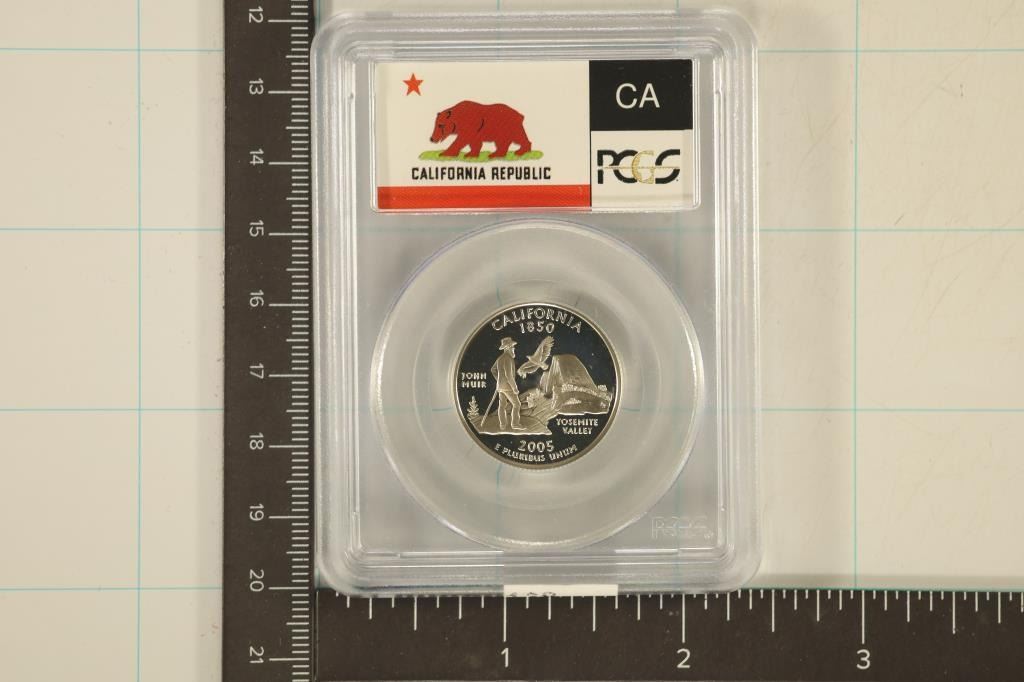 CA
CALIFORNIA REPUBLIC
PCGS
CALIFORNIA
1850
JOHN
MUIR
YOSEMITE
VALLEY
2005
E PLURIBUS UNUM
PCGS
12
13
14
15
16
17
18
19
20
21
1 2 3